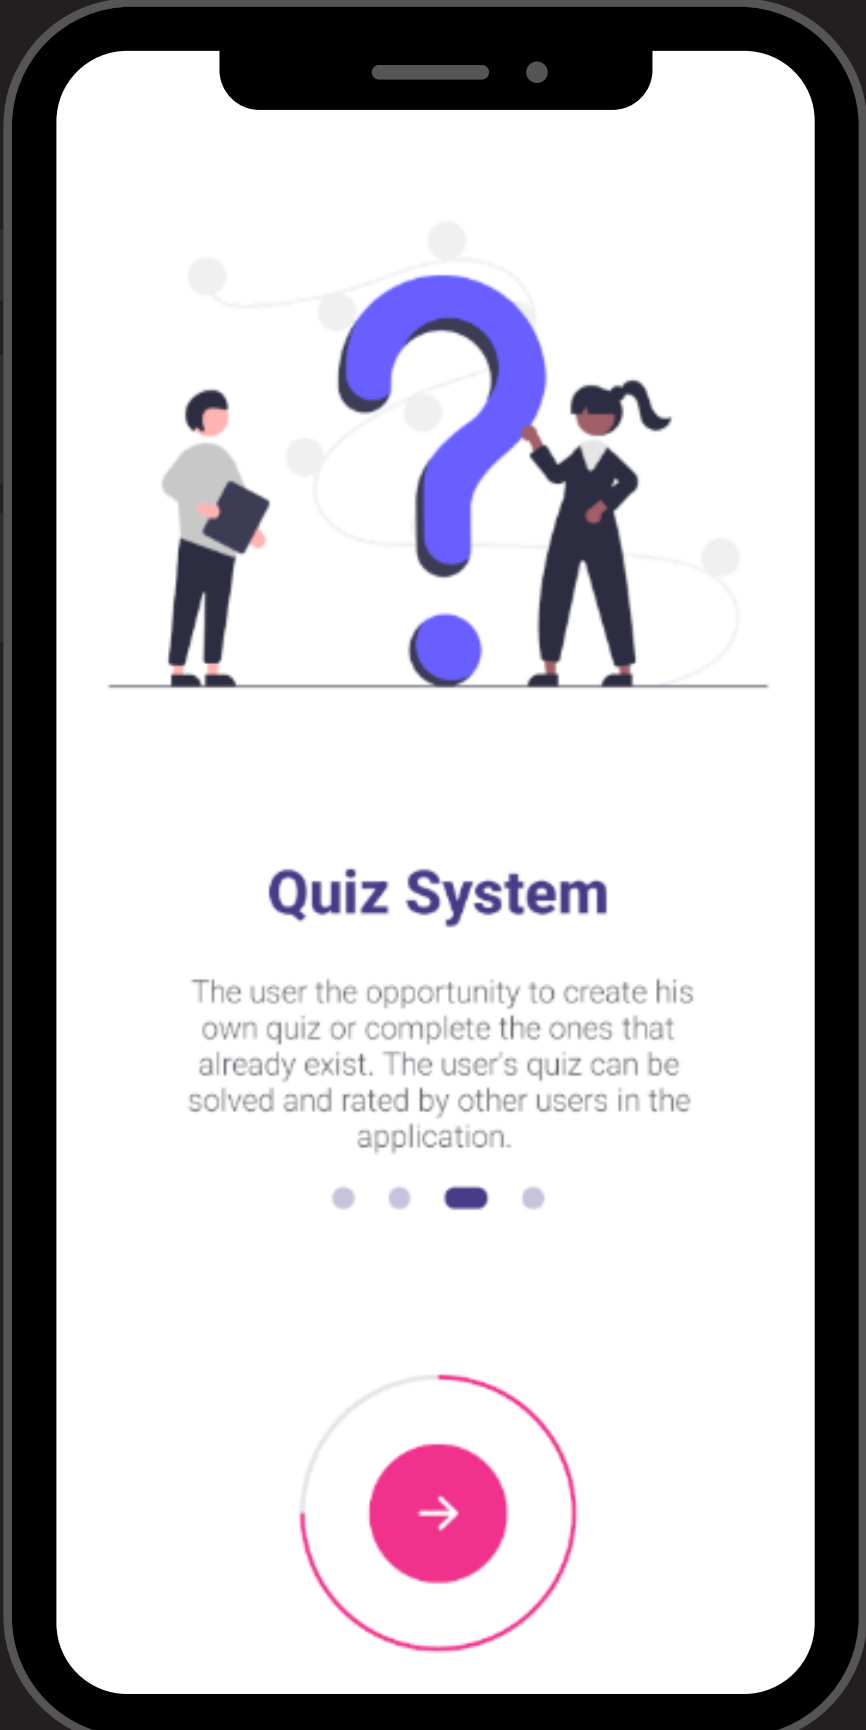 Quiz System
The user the opportunity to create his
own quiz or complete the ones that
already exist. The user's quiz can be
solved and rated by other users in the
application.